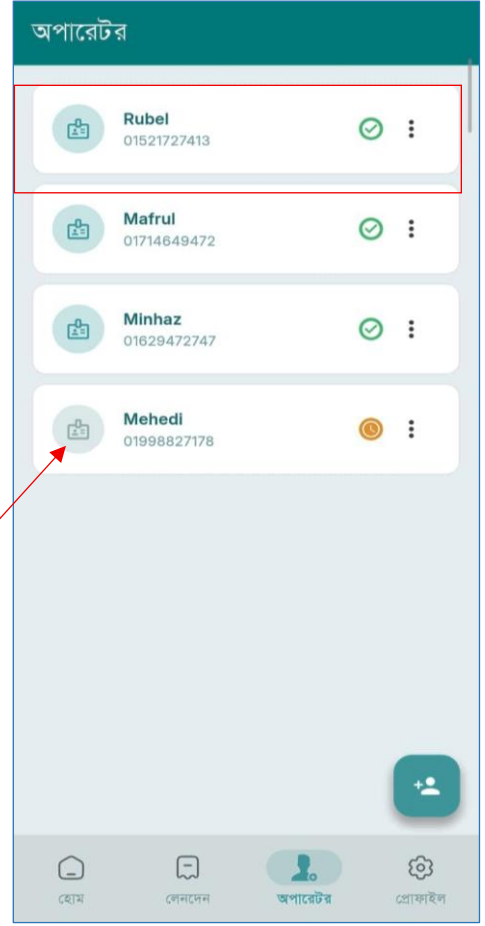 অপারেটর
Rubel
01521727413
Mafrul
01714649472
Minhaz
01629472747
Mehedi
01998827178
হোম
লেনদেন
অপারেটর
প্রোফাইল